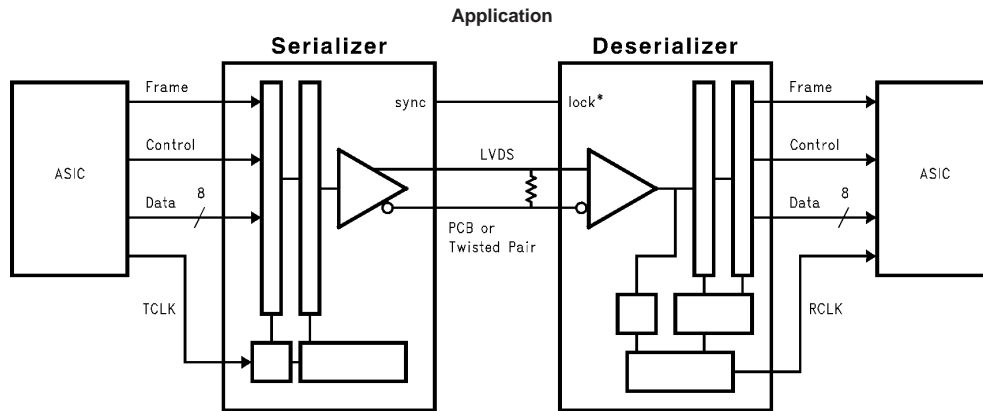 Application
Serializer
Deserializer
ASIC
Frame
Control
Data
8
TCLK
sync
lock*
LVDS
PCB or
Twisted Pair
Frame
Control
Data
8
RCLK
ASIC